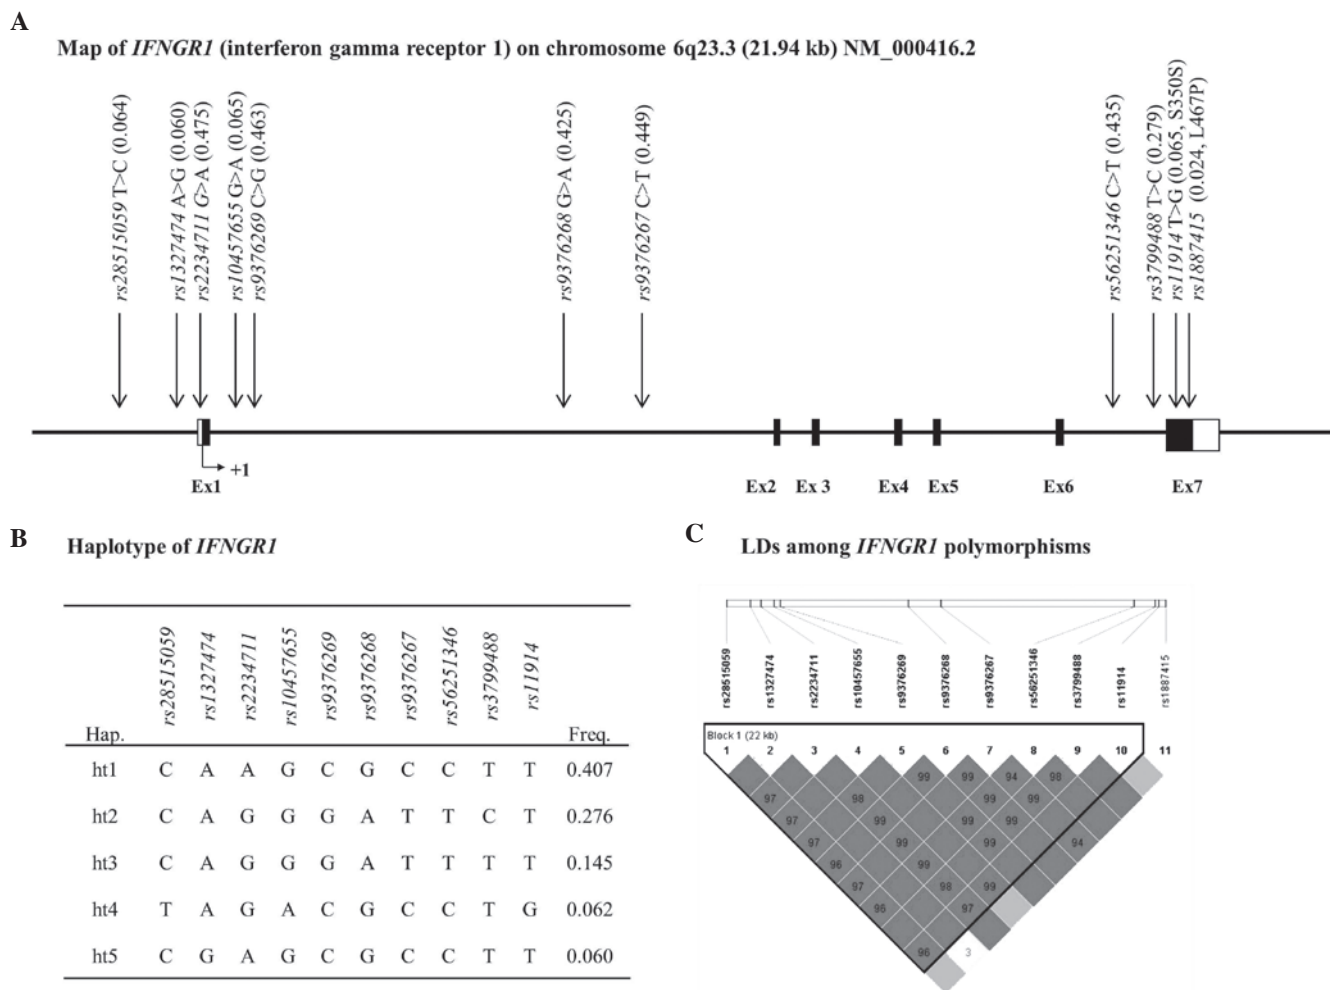 A
Map of IFNGR1 (interferon gamma receptor 1) on chromosome 6q23.3 (21.94 kb) NM_000416.2
rs28515059 T>C (0.064)
rs1327474 A>G (0.060)
rs2234711 G>A (0.475)
rs10457655 G>A (0.065)
rs9376269 C>G (0.463)
rs9376268 G>A (0.425)
rs9376267 C>T (0.449)
rs56251346 C>T (0.435)
rs3799488 T>C (0.279)
rs11914 T>G (0.065, S350S)
rs1887415 (0.024, L467P)
+1
Ex1 Ex2 Ex 3 Ex4 Ex5 Ex6 Ex7
B
Haplotype of IFNGR1
Hap. rs28515059 rs1327474 rs2234711 rs10457655 rs9376269 rs9376268 rs9376267 rs56251346 rs3799488 rs11914 Freq.
ht1 C A A G C G C C T T 0.407
ht2 C A G G G A T T C T 0.276
ht3 C A G G G A T T T T 0.145
ht4 T A G A C G C C T G 0.062
ht5 C G A G C G C C T T 0.060
C
LDs among IFNGR1 polymorphisms
rs28515059 rs1327474 rs2234711 rs10457655 rs9376269 rs9376268 rs9376267 rs56251346 rs3799488 rs11914 rs1887415
Block 1 (22 kb)
1 2 3 4 5 6 7 8 9 10 11
99 99 94 98
97 98 99 99
97 99 99 99
97 99 94
96 99
97 98 99
96 97
96 3